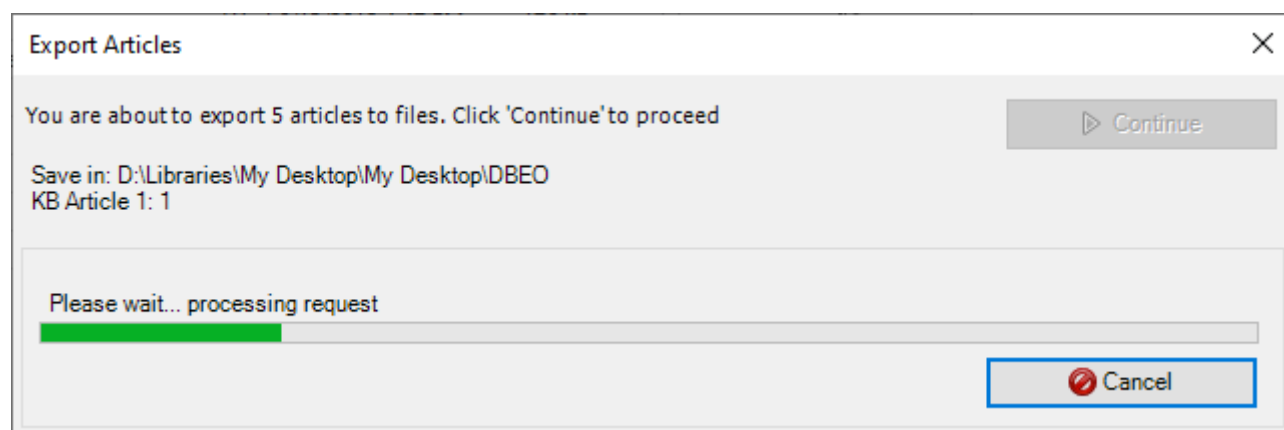 Export Articles
You are about to export 5 articles to files. Click 'Continue' to proceed
Continue
Save in: D:\Libraries\My Desktop\My Desktop\DBEO
KB Article 1: 1
Please wait... processing request
Cancel